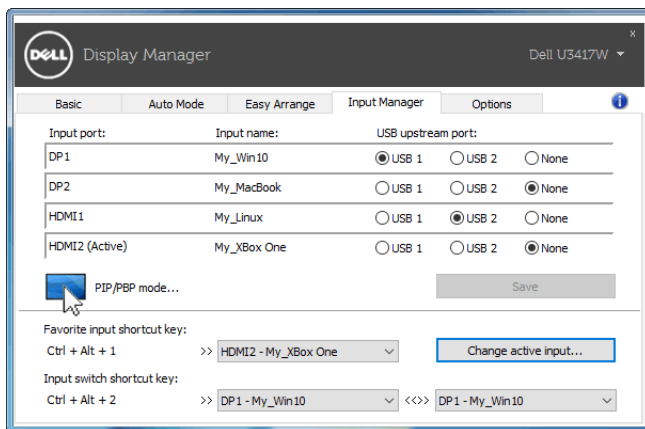 x
DELL Display Manager Dell U3417W
Basic Auto Mode Easy Arrange Input Manager Options i
Input port: Input name: USB upstream port:
DP1 My_Win10 USB 1 USB 2 None
DP2 My_MacBook USB 1 USB 2 None
HDMI1 My_Linux USB 1 USB 2 None
HDMI2 (Active) My_XBox One USB 1 USB 2 None
PIP/PBP mode... Save
Favorite input shortcut key:
Ctrl + Alt + 1 >> HDMI2 - My_XBox One Change active input...
Input switch shortcut key:
Ctrl + Alt + 2 >> DP1 - My_Win10 <<>> DP1 - My_Win10